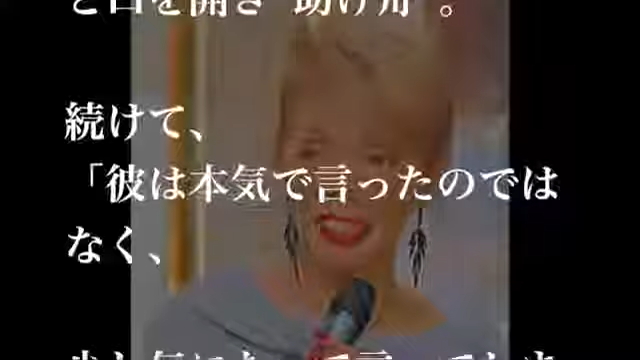 と口を開き“助け舟”。
続けて、
「彼は本気で言ったのでは
なく、